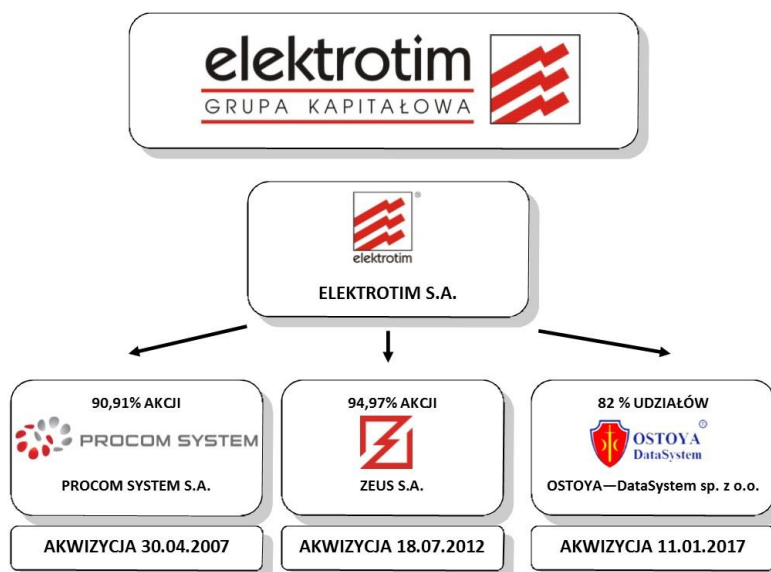 elektrotim
GRUPA KAPITAŁOWA
®
elektrotim
ELEKTROTIM S.A.
90,91% AKCJI
PROCOM SYSTEM
PROCOM SYSTEM S.A.
94,97% AKCJI
ZEUS S.A.
82 % UDZIAŁÓW
OSTOYA
DataSystem
OSTOYA—DataSystem sp. z o.o.
AKWIZYCJA 30.04.2007
AKWIZYCJA 18.07.2012
AKWIZYCJA 11.01.2017